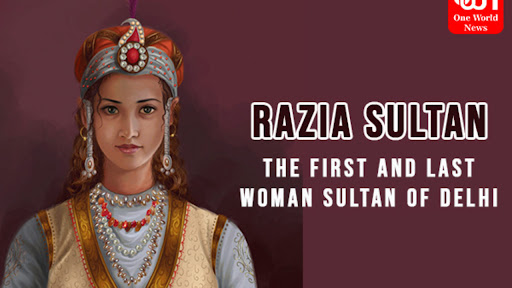 One World
News
RAZIA SULTAN
THE FIRST AND LAST
WOMAN SULTAN OF DELHI